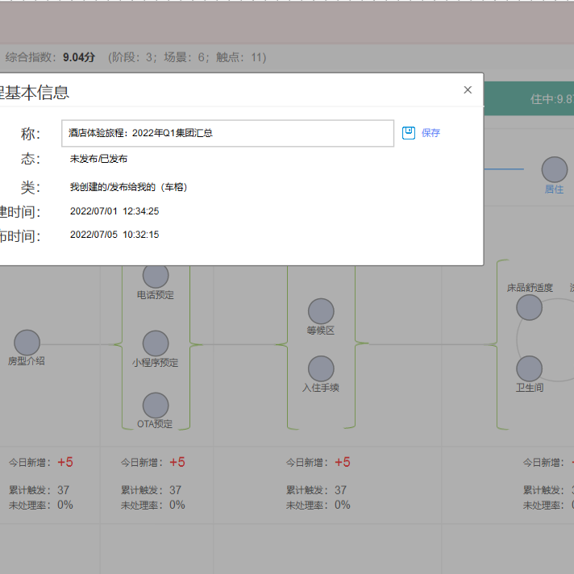 综合指数：9.04分 （阶段：3；场景：6；触点：11）
程基本信息
住中:9.8
称： 酒店体验旅程：2022年Q1集团汇总 保存
态： 未发布/已发布
类： 我创建的/发布给我的（车榕）
建时间： 2022/07/01 12:34:25
布时间： 2022/07/05 10:32:15
居住
电话预定
床品舒适度
等候区
房型介绍
小程序预定
入住手续
卫生间
OTA预定
今日新增：+5 今日新增：+5 今日新增：+5 今日新增：
累计触发：37 累计触发：37 累计触发：37 累计触发：
未处理率：0% 未处理率：0% 未处理率：0% 未处理率：